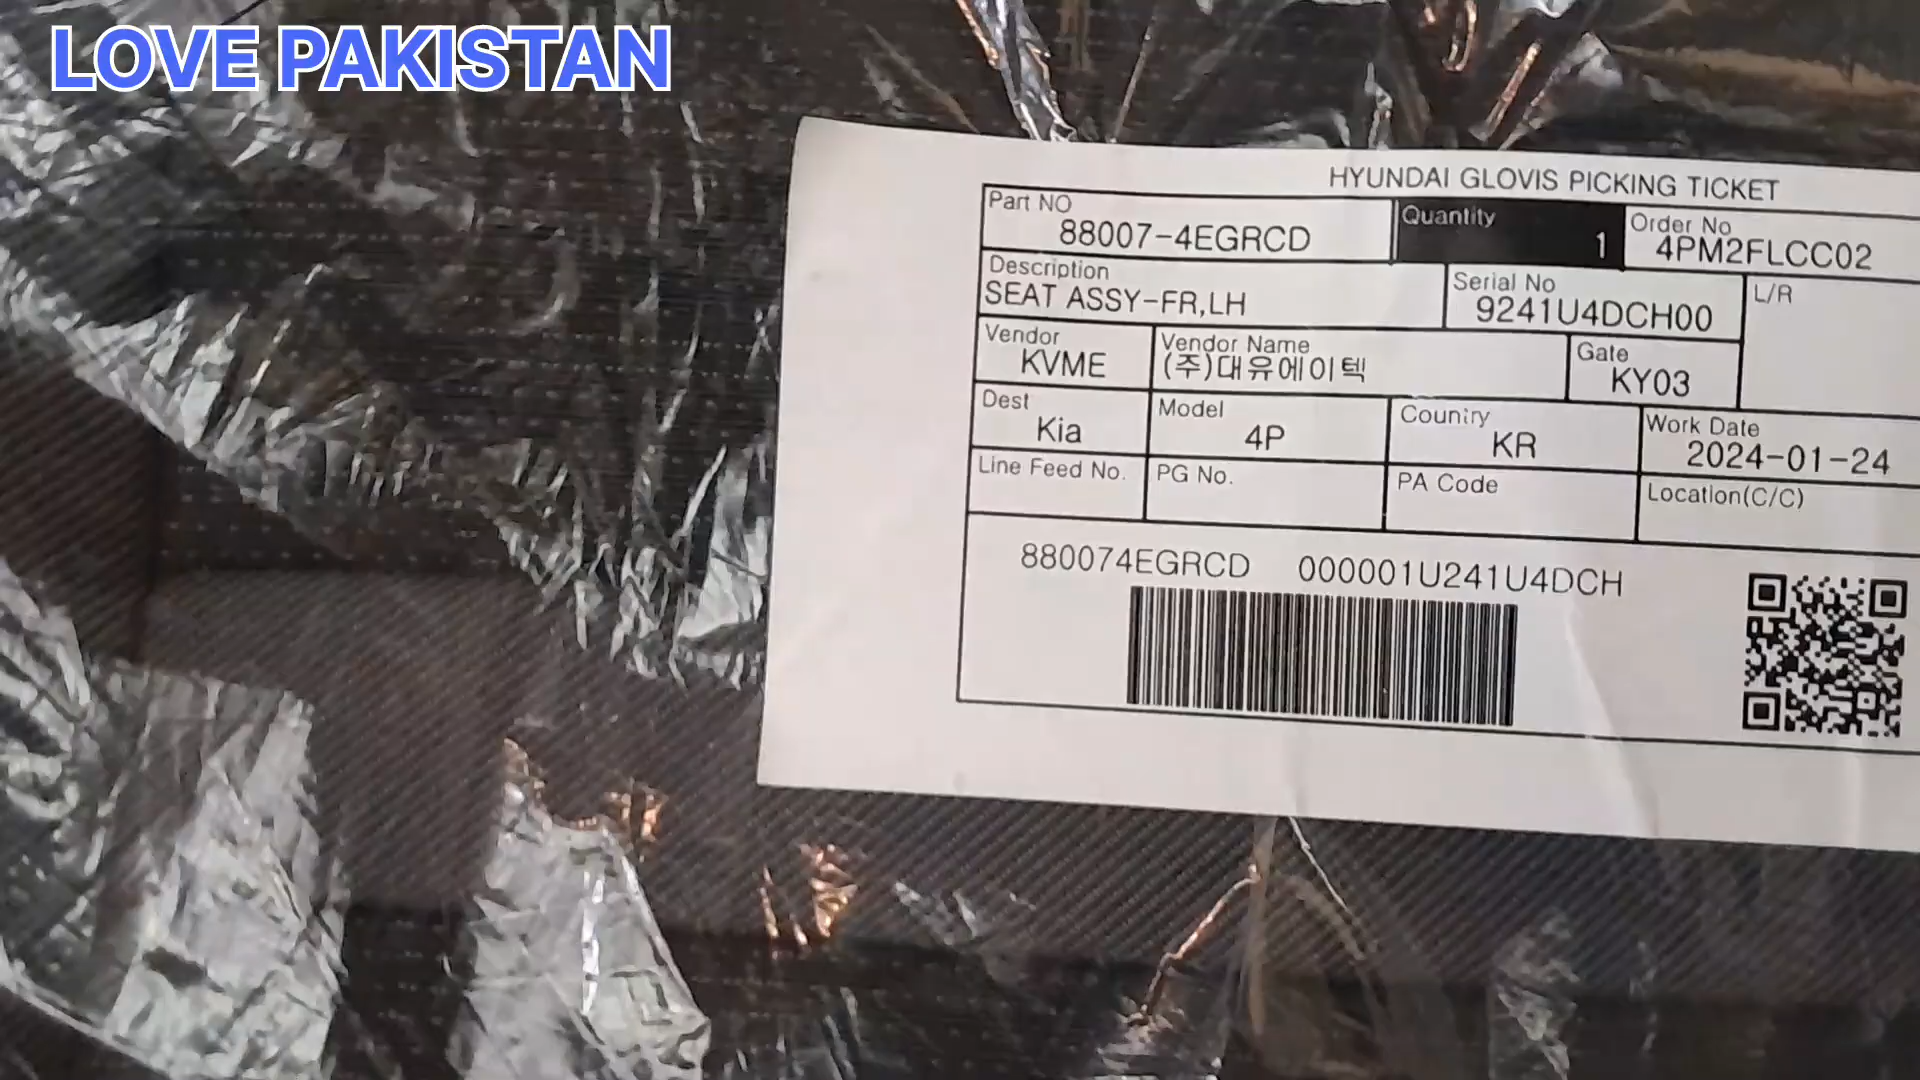 LOVE PAKISTAN
HYUNDAI GLOVIS PICKING TICKET
Part NO
88007-4EGRCD
Quantity
1
Order No
4PM2FLCC02
Description
SEAT ASSY-FR,LH
Serial No
9241U4DCH00
L/R
Vendor
KVME
Vendor Name
(주)대유에이텍
Gate
KY03
Dest
Kia
Model
4P
Country
KR
Work Date
2024-01-24
Line Feed No.
PG No.
PA Code
Location(C/C)
880074EGRCD 000001U241U4DCH